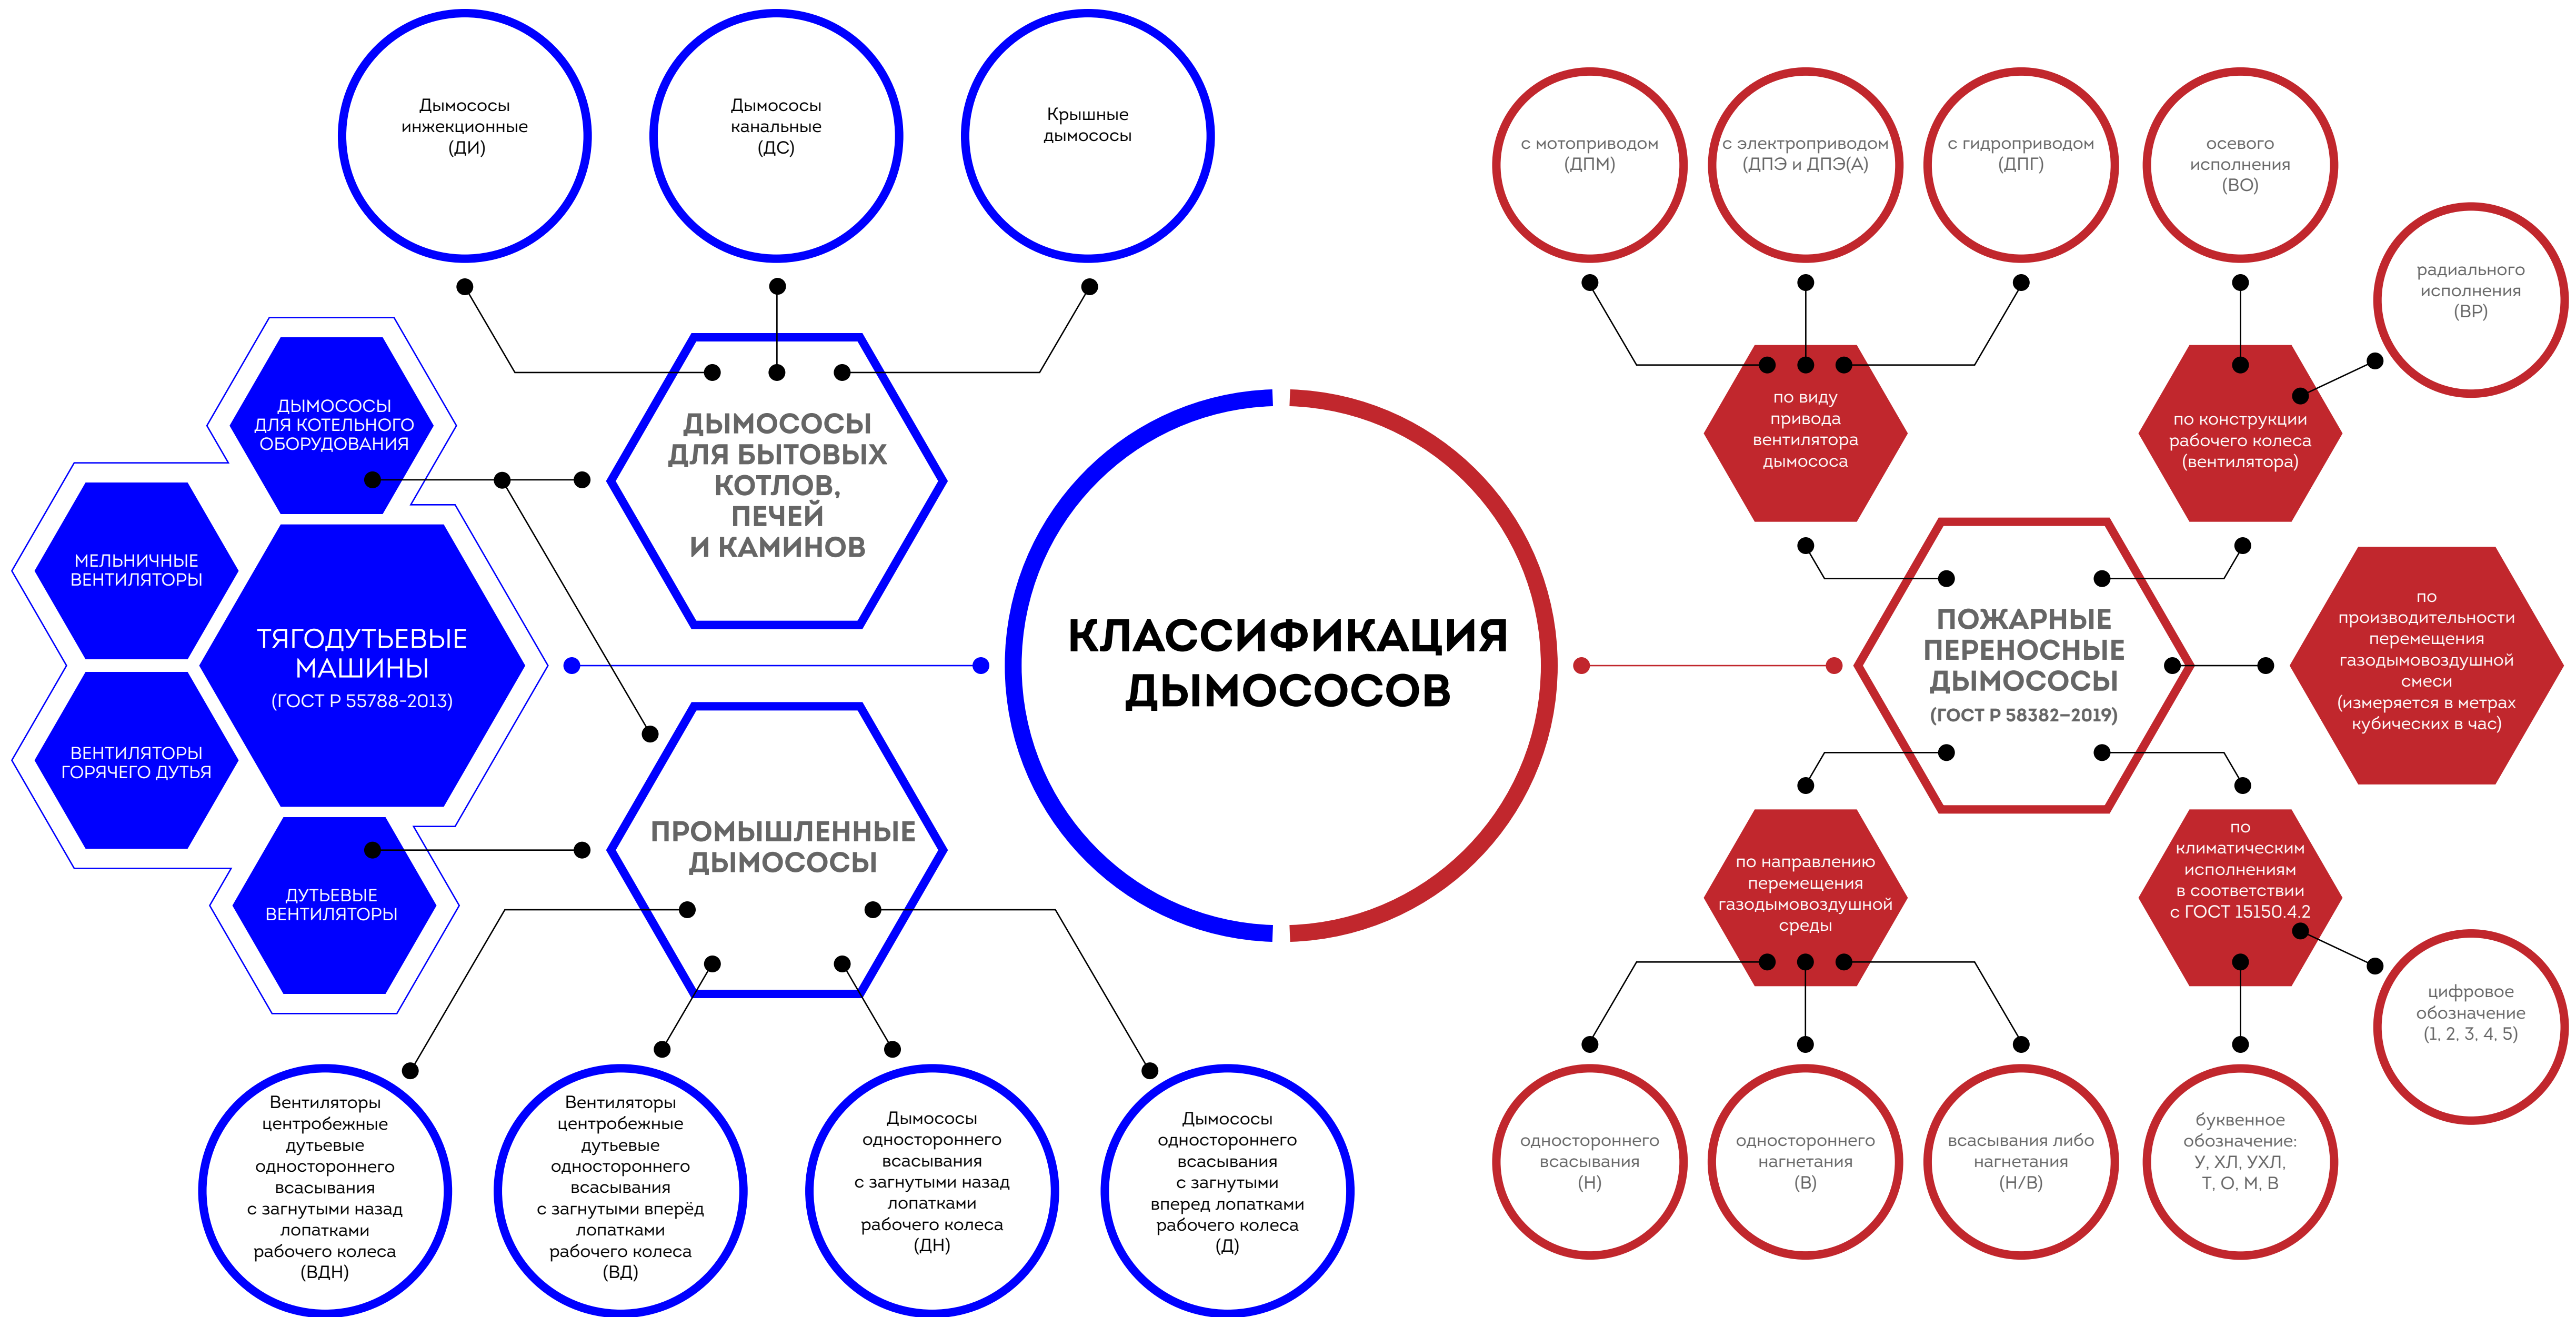 Дымососы
инжекционные
(ДИ)
Дымососы
канальные
(ДС)
Крышные
дымососы
ДЫМОСОСЫ
ДЛЯ КОТЕЛЬНОГО
ОБОРУДОВАНИЯ
МЕЛЬНИЧНЫЕ
ВЕНТИЛЯТОРЫ
ТЯГОДУТЬЕВЫЕ
МАШИНЫ
(ГОСТ Р 55788-2013)
ВЕНТИЛЯТОРЫ
ГОРЯЧЕГО ДУТЬЯ
ДУТЬЕВЫЕ
ВЕНТИЛЯТОРЫ
ДЫМОСОСЫ
ДЛЯ БЫТОВЫХ
КОТЛОВ,
ПЕЧЕЙ
И КАМИНОВ
ПРОМЫШЛЕННЫЕ
ДЫМОСОСЫ
Вентиляторы
центробежные
дутьевые
одностороннего
всасывания
с загнутыми назад
лопатками
рабочего колеса
(ВДН)
Вентиляторы
центробежные
дутьевые
одностороннего
всасывания
с загнутыми вперёд
лопатками
рабочего колеса
(ВД)
Дымососы
одностороннего
всасывания
с загнутыми назад
лопатками
рабочего колеса
(ДН)
Дымососы
одностороннего
всасывания
с загнутыми
вперед лопатками
рабочего колеса
(Д)
КЛАССИФИКАЦИЯ
ДЫМОСОСОВ
с мотоприводом
(ДПМ)
с электроприводом
(ДПЭ и ДПЭ(А)
с гидроприводом
(ДПГ)
осевого
исполнения
(ВО)
радиального
исполнения
(ВР)
по виду
привода
вентилятора
дымососа
по конструкции
рабочего колеса
(вентилятора)
ПОЖАРНЫЕ
ПЕРЕНОСНЫЕ
ДЫМОСОСЫ
(ГОСТ Р 58382–2019)
по
производительности
перемещения
газодымовоздушной
смеси
(измеряется в метрах
кубических в час)
по направлению
перемещения
газодымовоздушной
среды
по
климатическим
исполнениям
в соответствии
с ГОСТ 15150.4.2
цифровое
обозначение
(1, 2, 3, 4, 5)
одностороннего
всасывания
(Н)
одностороннего
нагнетания
(В)
всасывания либо
нагнетания
(Н/В)
буквенное
обозначение:
У, ХЛ, УХЛ,
Т, О, М, В